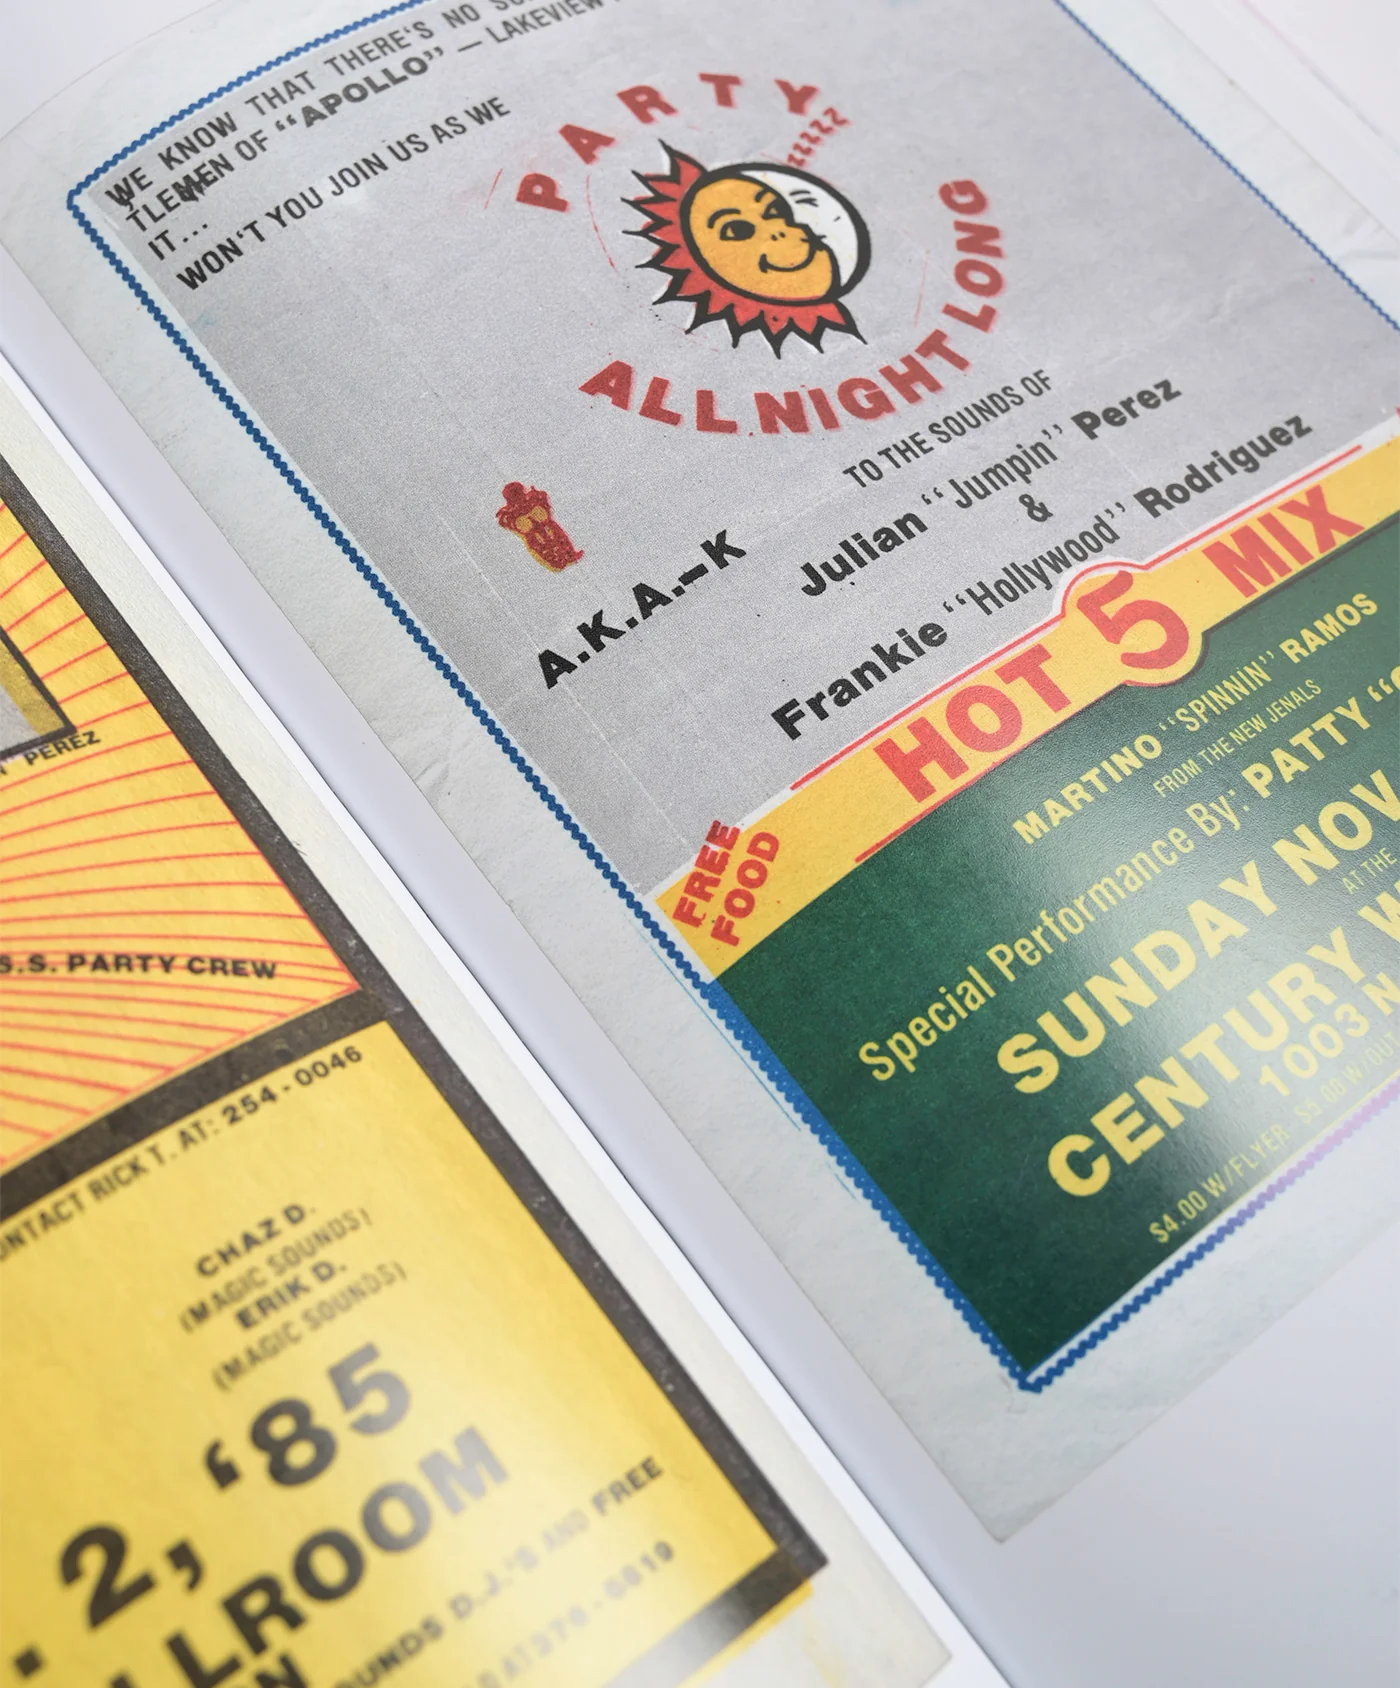 WE KNOW THAT THERE'S NO
TLEMEN OF "APOLLO" — LAKEVIEW
IT...
WON'T YOU JOIN US AS WE
PARTY
zzzzz
ALL NIGHT LONG
TO THE SOUNDS OF
Julian "Jumpin" Perez
&
Frankie "Hollywood" Rodriguez
A.K.A.-K
HOT 5 MIX
FREE
FOOD
MARTINO "SPINNIN" RAMOS
FROM THE NEW JENALS
Special Performance By: PATTY
SUNDAY NOV
AT THE
CENTURY
1003 N
$4.00 W/FLYER
PEREZ
S.S. PARTY CREW
ONTACT RICK T. AT: 254-0046
CHAZ D.
(MAGIC SOUNDS)
ERIK D.
(MAGIC SOUNDS)
. 2, '85
LLROOM
OUNDS D.J.'S AND FREE